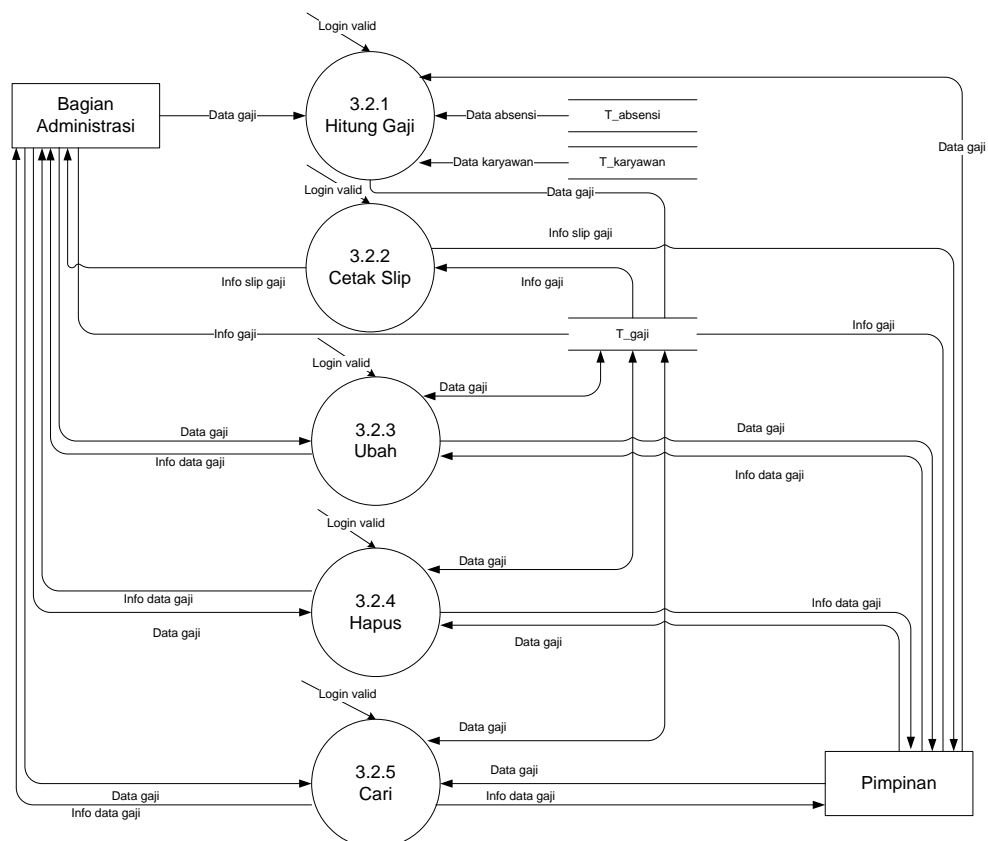 Login valid
3.2.1
Hitung Gaji
Bagian
Administrasi
Data gaji
Data absensi
T_absensi
Data karyawan
T_karyawan
Data gaji
Login valid
Data gaji
3.2.2
Cetak Slip
Info slip gaji
Info slip gaji
Info gaji
Info gaji
T_gaji
Info gaji
Login valid
Data gaji
3.2.3
Ubah
Data gaji
Info data gaji
Data gaji
Info data gaji
Login valid
Data gaji
3.2.4
Hapus
Info data gaji
Data gaji
Info data gaji
Data gaji
Login valid
Data gaji
3.2.5
Cari
Data gaji
Info data gaji
Data gaji
Info data gaji
Pimpinan